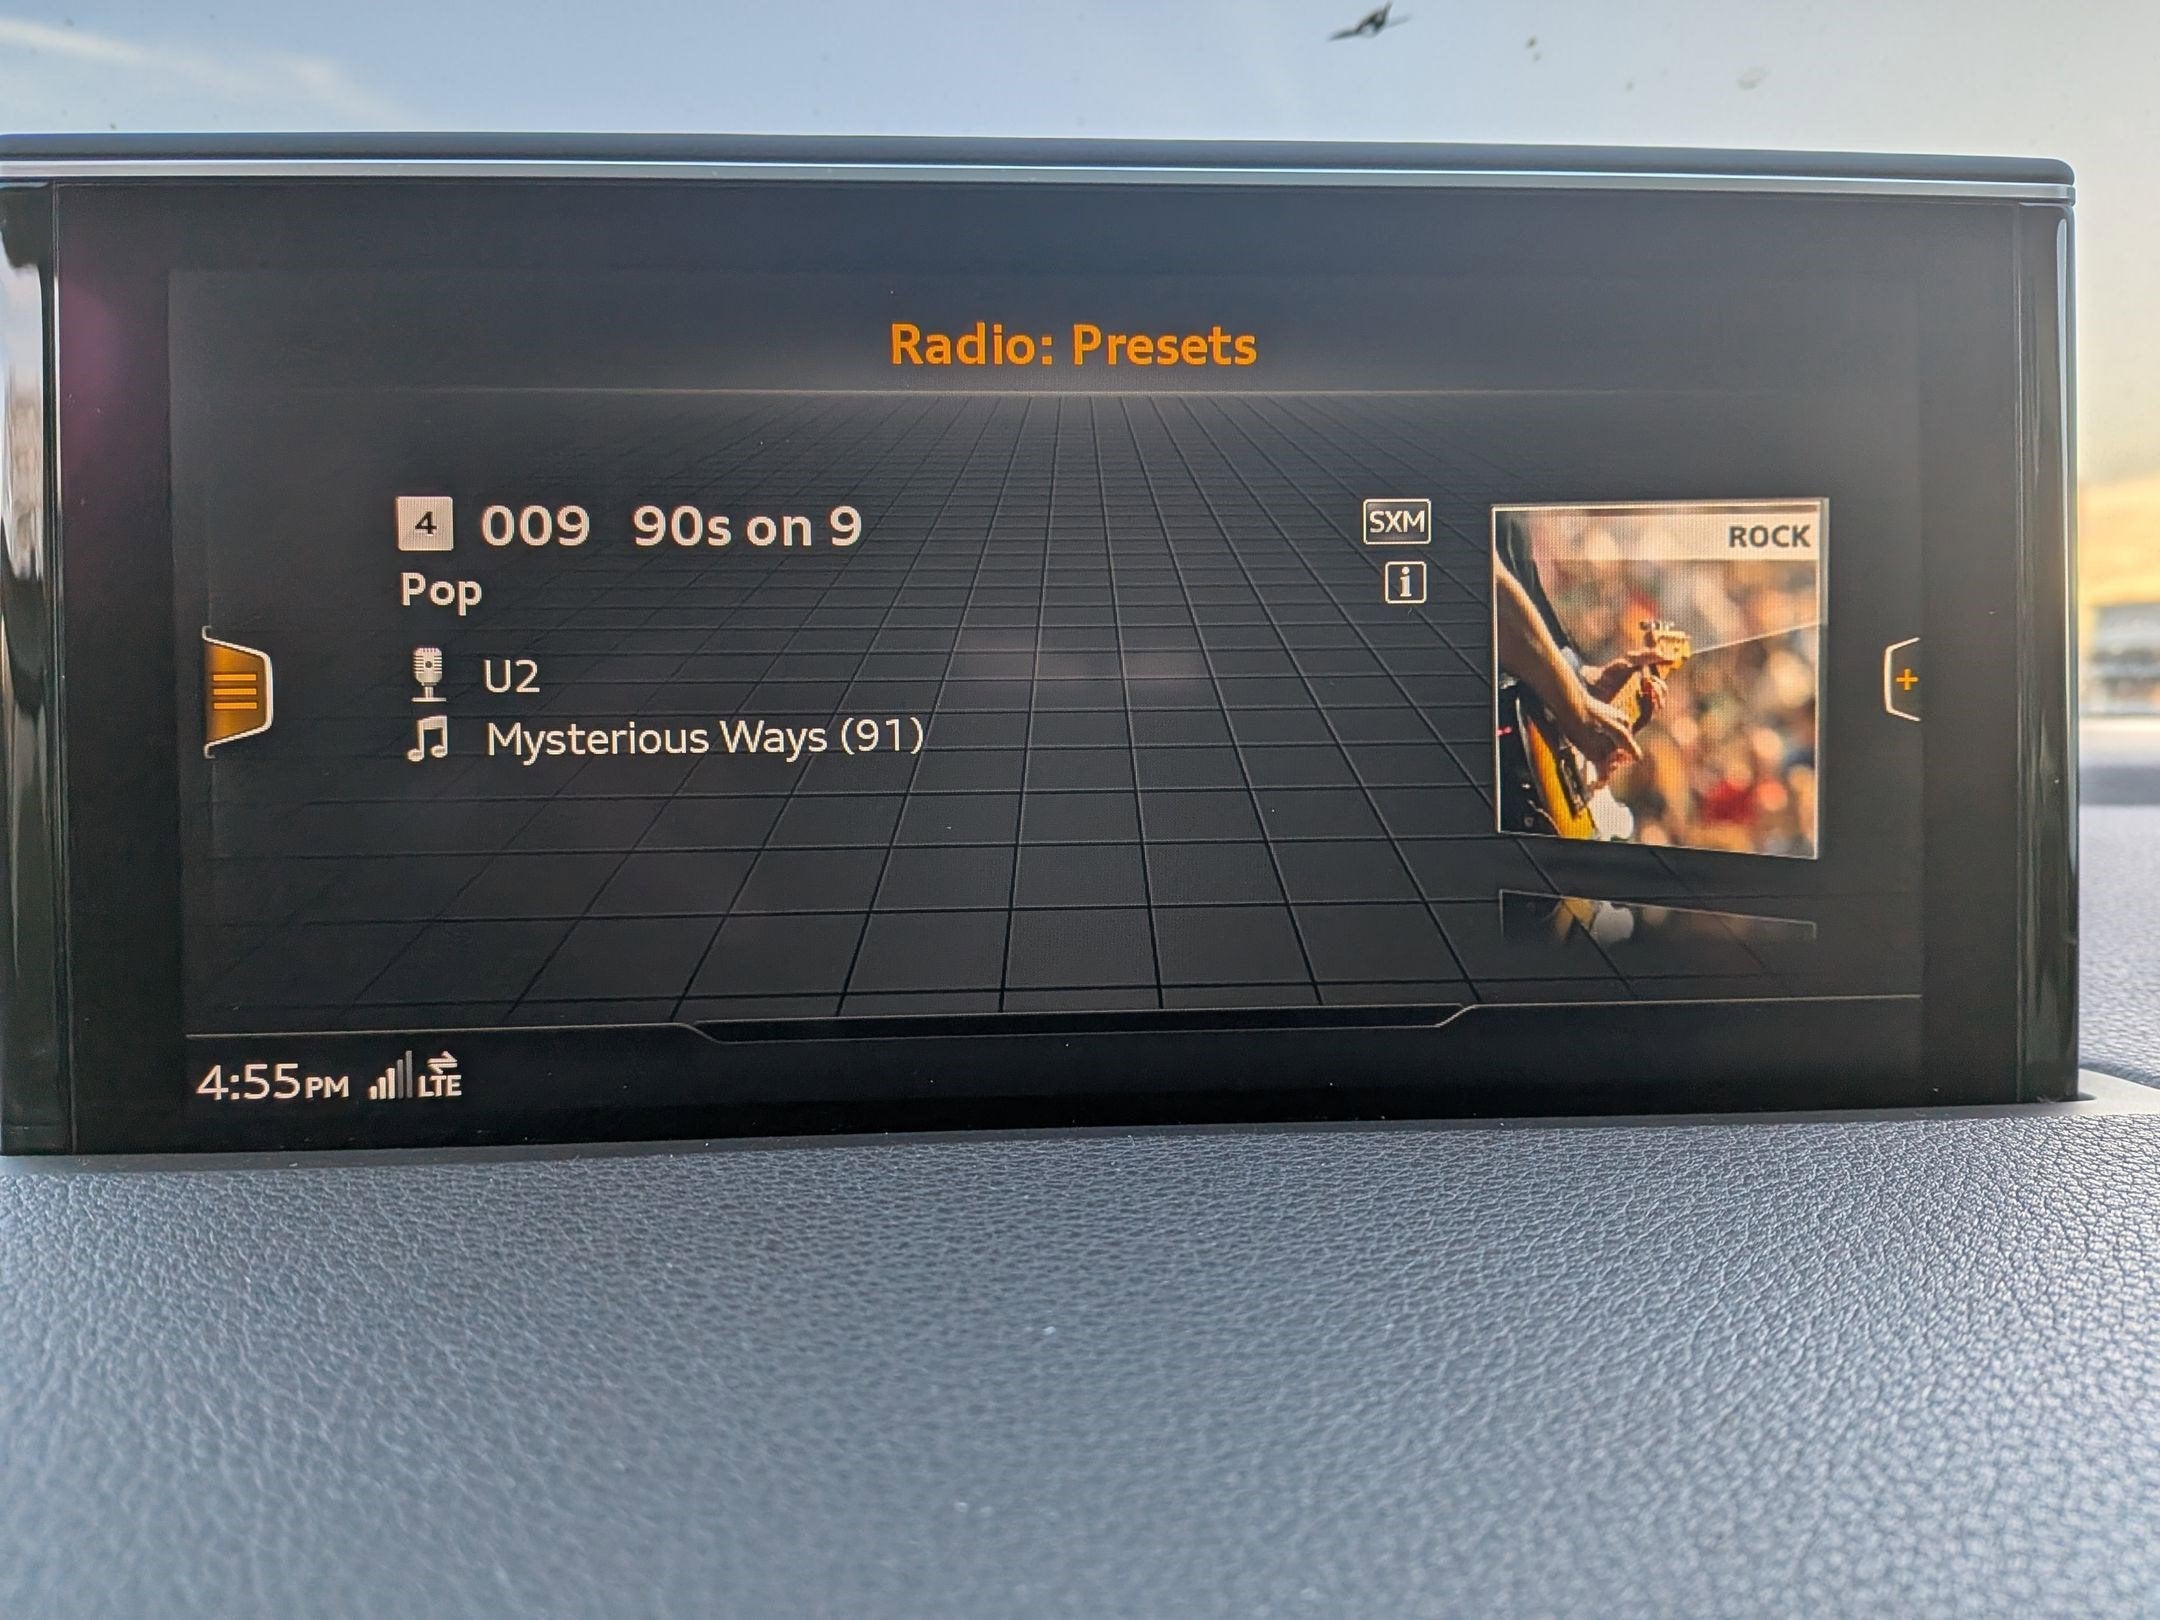 Radio: Presets
4 009 90s on 9
SXM
ROCK
Pop
i
U2
Mysterious Ways (91)
+
4:55PM LTE